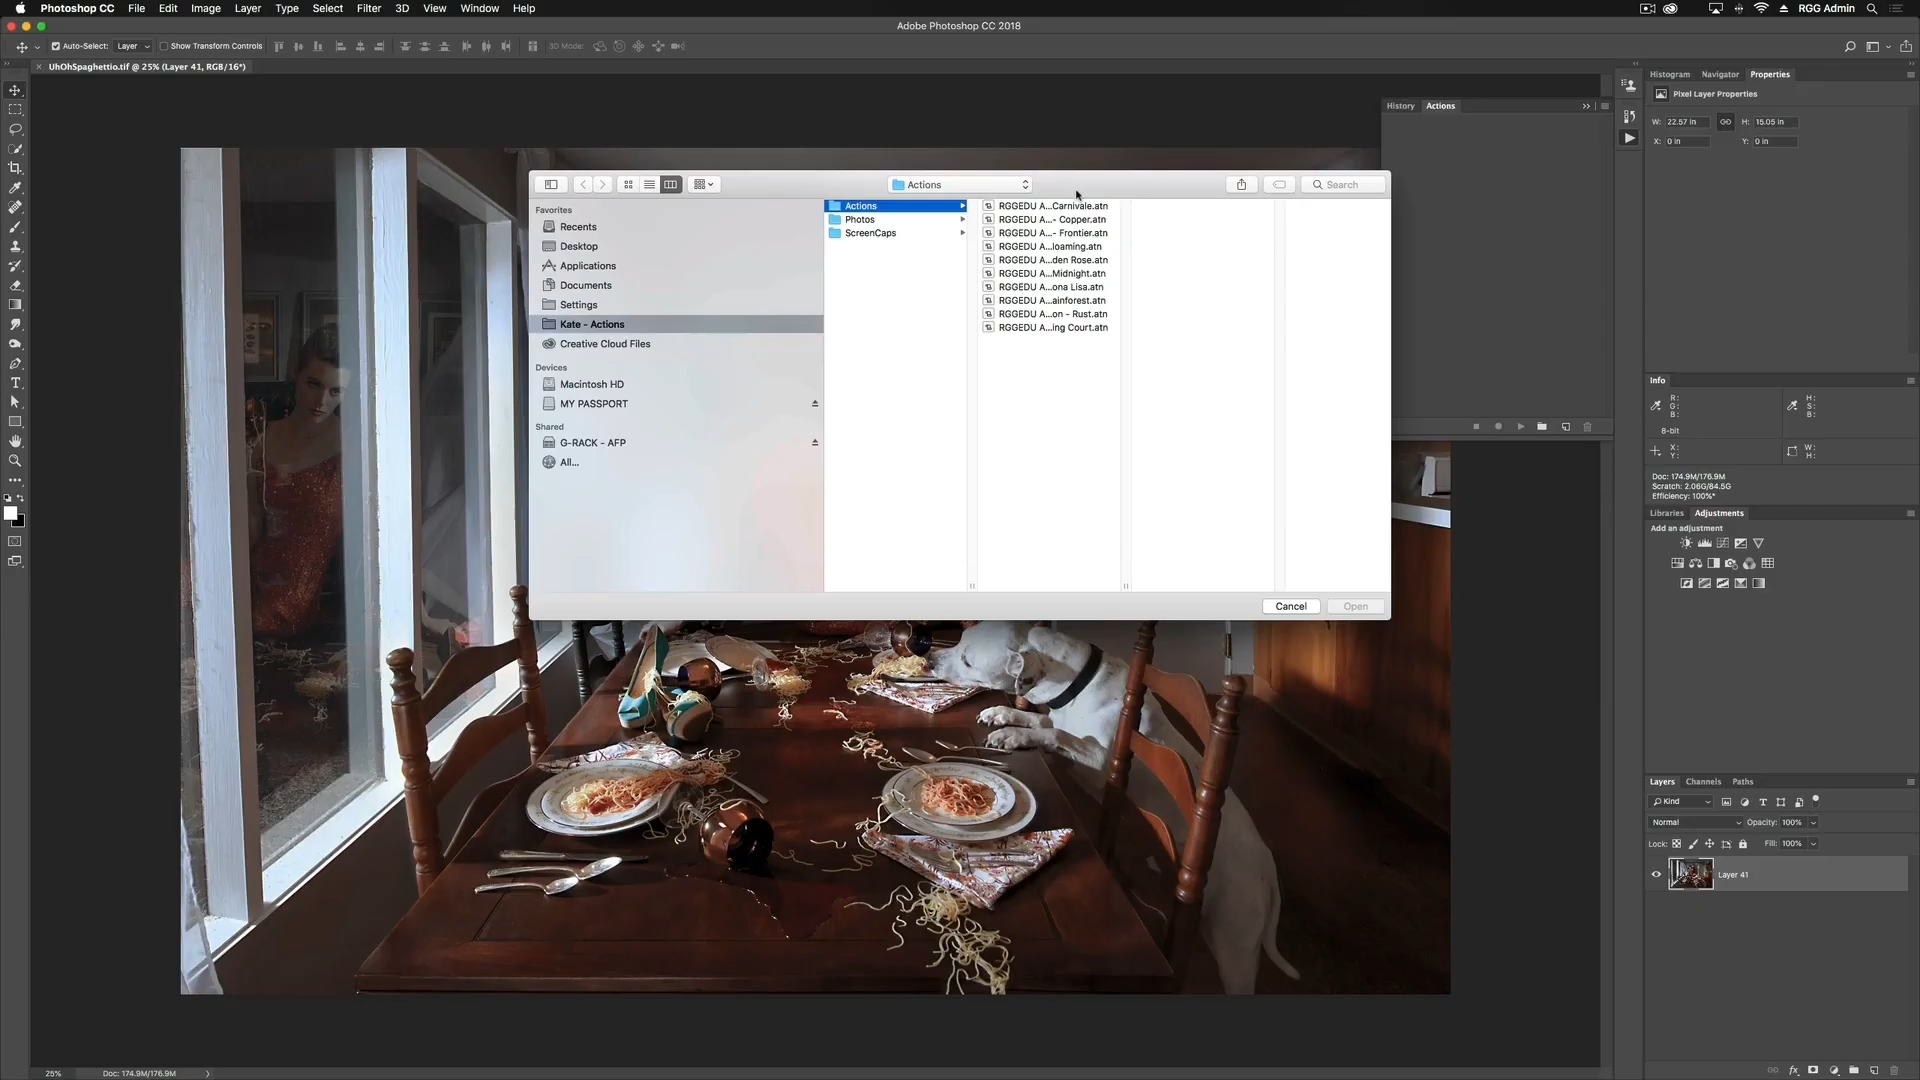 Photoshop CC File Edit Image Layer Type Select Filter 3D View Window Help RGG Admin
Adobe Photoshop CC 2018
Auto-Select: Layer Show Transform Controls 3D Mode:
UhOhSpaghettio.tif @ 25% (Layer 41, RGB/16*)
Histogram Navigator Properties
Pixel Layer Properties
W: 22.57 in H: 15.05 in
X: 0 in Y: 0 in
History Actions
Actions
Search
Favorites
Recents
Desktop
Applications
Documents
Settings
Kate - Actions
Creative Cloud Files
Devices
Macintosh HD
MY PASSPORT
Shared
G-RACK - AFP
All...
Actions
Photos
ScreenCaps
RGGEDU A...Carnivale.atn
RGGEDU A...- Copper.atn
RGGEDU A...- Frontier.atn
RGGEDU A...loaming.atn
RGGEDU A...den Rose.atn
RGGEDU A...Midnight.atn
RGGEDU A...ona Lisa.atn
RGGEDU A...ainforest.atn
RGGEDU A...on - Rust.atn
RGGEDU A...ing Court.atn
Cancel Open
Info
R: H:
G: S:
B: B:
8-bit
X: W:
Y: H:
Doc: 174.9M/176.9M
Scratch: 2.06G/84.5G
Efficiency: 100%*
Libraries Adjustments
Add an adjustment
Layers Channels Paths
Kind
Normal Opacity: 100%
Lock: Fill: 100%
Layer 41
25% Doc: 174.9M/176.9M